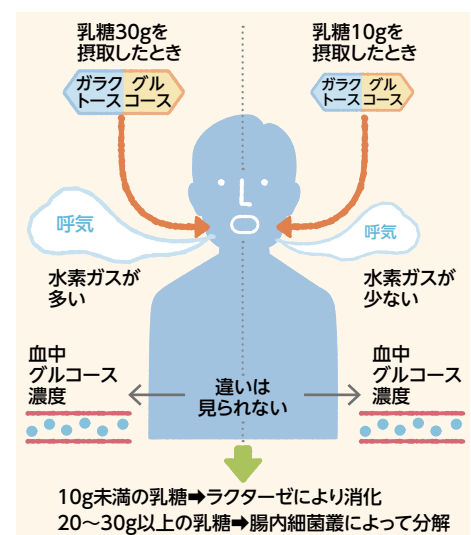 乳糖30gを
摂取したとき
ガラク
トース
グル
コース
乳糖10gを
摂取したとき
ガラク
トース
グル
コース
呼気
水素ガスが
多い
呼気
水素ガスが
少ない
血中
グルコース
濃度
違いは
見られない
血中
グルコース
濃度
10g未満の乳糖➡ラクターゼにより消化
20〜30g以上の乳糖➡腸内細菌叢によって分解